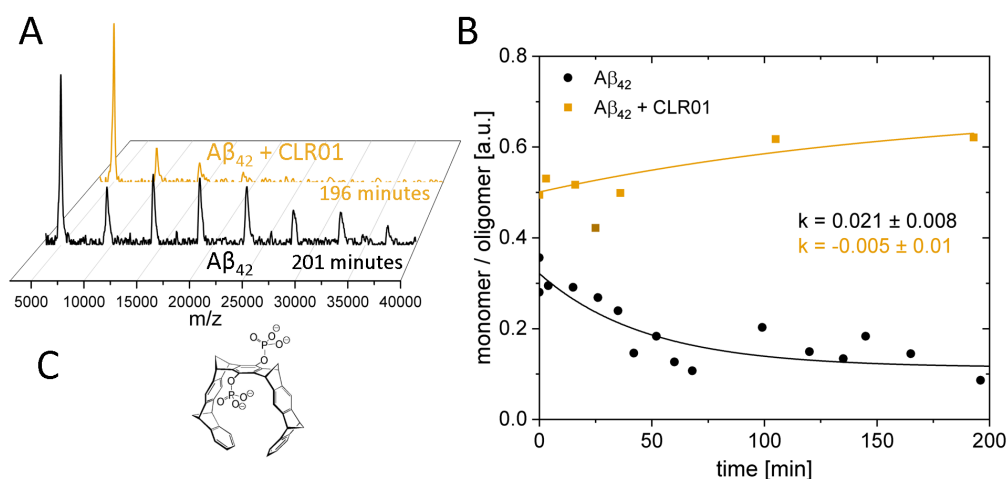 A
Aβ₄₂ + CLR01
196 minutes
Aβ₄₂
201 minutes
5000 10000 15000 20000 25000 30000 35000 40000
m/z
B
monomer / oligomer [a.u.]
0.8
0.6
0.4
0.2
0.0
Aβ₄₂
Aβ₄₂ + CLR01
k = 0.021 ± 0.008
k = -0.005 ± 0.01
0 50 100 150 200
time [min]
C
O⊖
O=P-O⊖
O
O
O=P-O⊖
O⊖